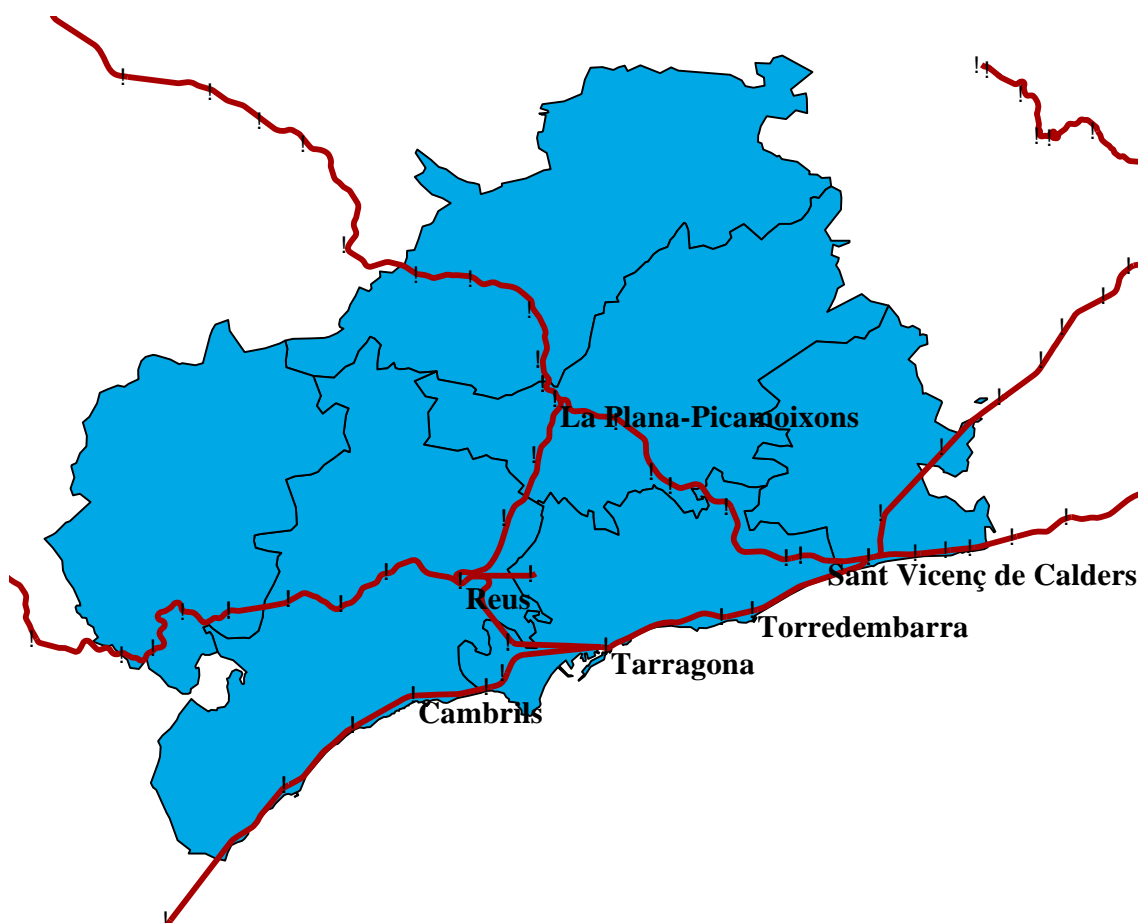 La Plana-Picamoixons
Sant Vicenç de Calders
Reus
Torredembarra
Tarragona
Cambrils